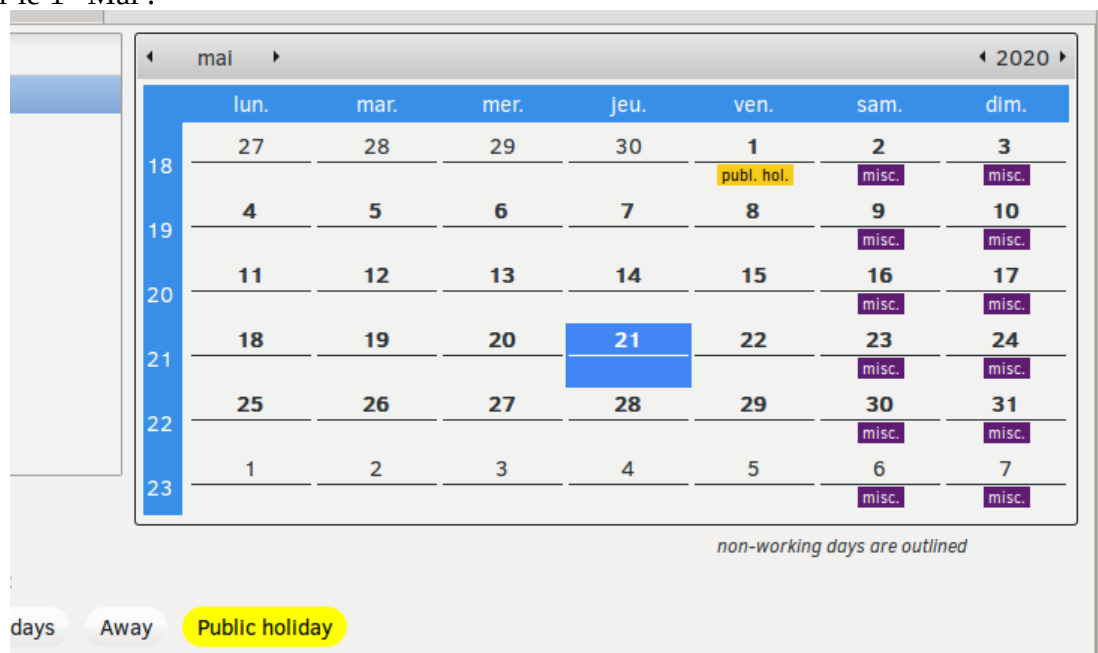 mai 2020
lun. mar. mer. jeu. ven. sam. dim.
18 27 28 29 30 1 2 3
publ. hol. misc. misc.
19 4 5 6 7 8 9 10
misc. misc.
20 11 12 13 14 15 16 17
misc. misc.
21 18 19 20 21 22 23 24
misc. misc.
22 25 26 27 28 29 30 31
misc. misc.
23 1 2 3 4 5 6 7
misc. misc.
non-working days are outlined
days Away Public holiday